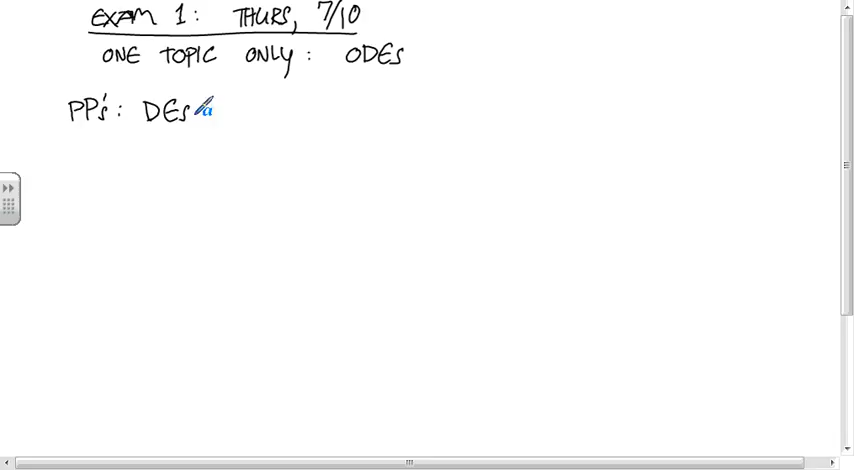 EXAM 1: THURS, 7/10
ONE TOPIC ONLY: ODES
PP's: DES